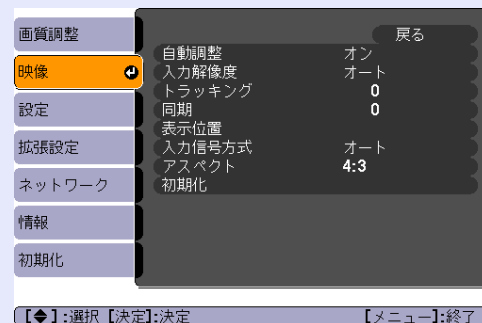 画質調整
映像
設定
拡張設定
ネットワーク
情報
初期化
戻る
自動調整 オン
入力解像度 オート
トラッキング 0
同期 0
表示位置
入力信号方式 オート
アスペクト 4:3
初期化
【◆】:選択 【決定】:決定 【メニュー】:終了